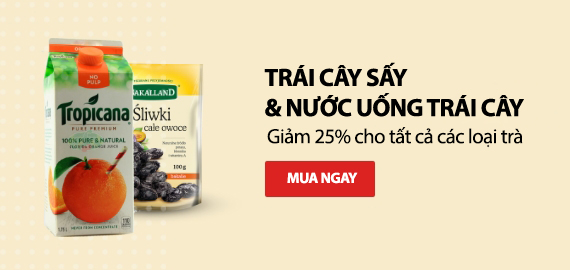 TRÁI CÂY SẤY
& NƯỚC UỐNG TRÁI CÂY
Giảm 25% cho tất cả các loại trà
MUA NGAY
NO
PULP
Tropicana
PURE PREMIUM
100% PURE & NATURAL
BAKALLAND
Śliwki
całe owoce
100g